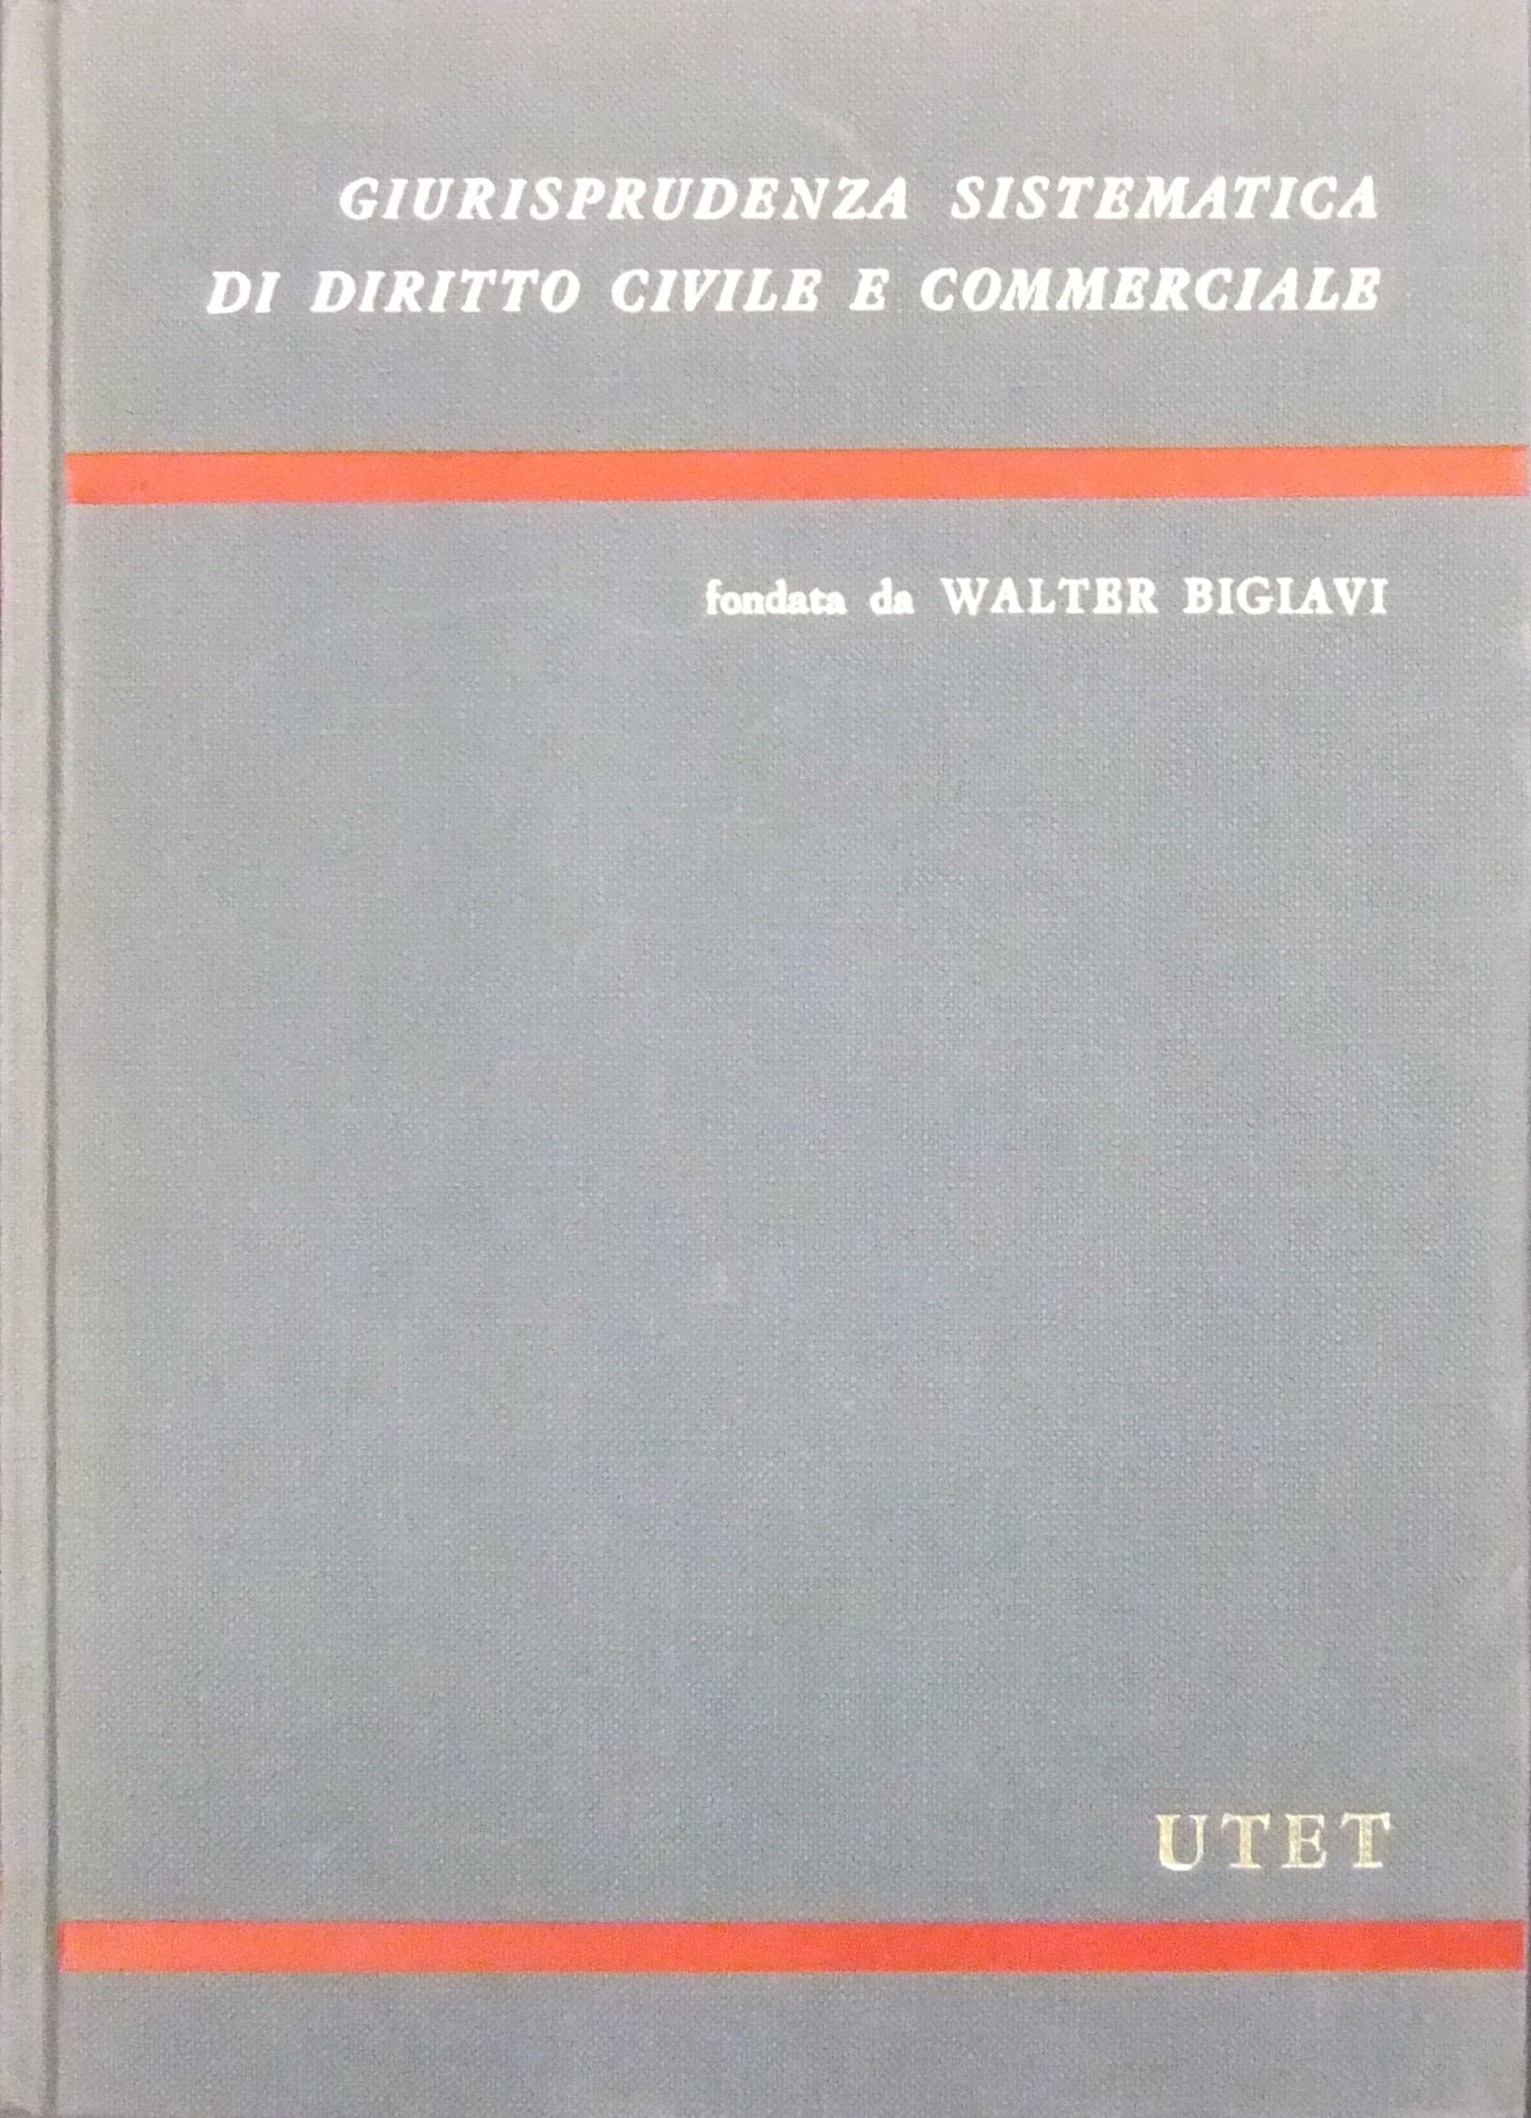 GIURISPRUDENZA SISTEMATICA
DI DIRITTO CIVILE E COMMERCIALE
fondata da WALTER BIGIAVI
UTET